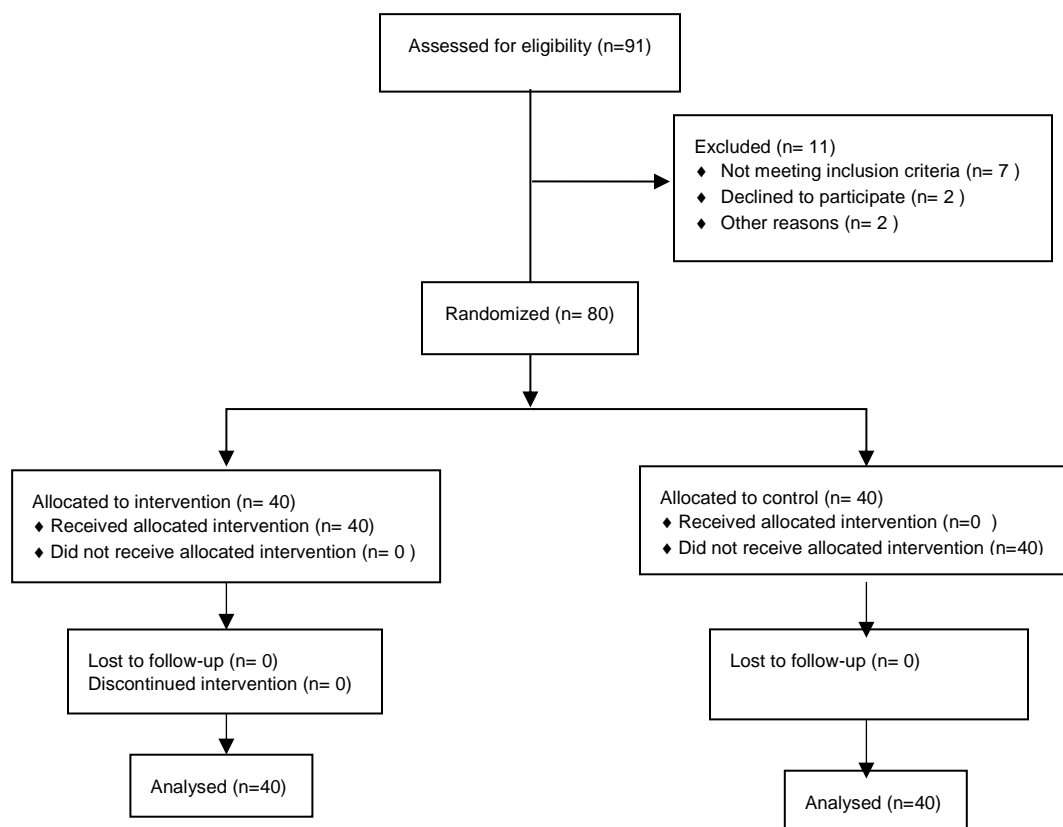 Assessed for eligibility (n=91)
Excluded (n= 11)
♦ Not meeting inclusion criteria (n= 7 )
♦ Declined to participate (n= 2 )
♦ Other reasons (n= 2 )
Randomized (n= 80)
Allocated to intervention (n= 40)
♦ Received allocated intervention (n= 40)
♦ Did not receive allocated intervention (n= 0 )
Allocated to control (n= 40)
♦ Received allocated intervention (n=0 )
♦ Did not receive allocated intervention (n=40)
Lost to follow-up (n= 0)
Discontinued intervention (n= 0)
Lost to follow-up (n= 0)
Analysed (n=40)
Analysed (n=40)